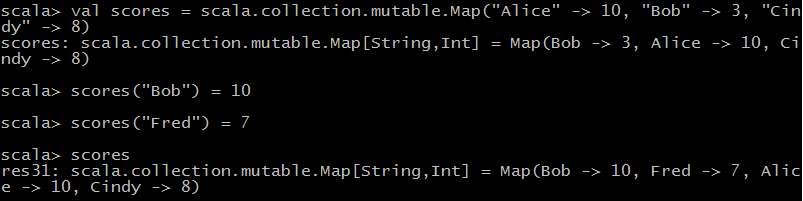 scala> val scores = scala.collection.mutable.Map("Alice" -> 10, "Bob" -> 3, "Cin
dy" -> 8)
scores: scala.collection.mutable.Map[String,Int] = Map(Bob -> 3, Alice -> 10, Ci
ndy -> 8)
scala> scores("Bob") = 10
scala> scores("Fred") = 7
scala> scores
res31: scala.collection.mutable.Map[String,Int] = Map(Bob -> 10, Fred -> 7, Alic
e -> 10, Cindy -> 8)